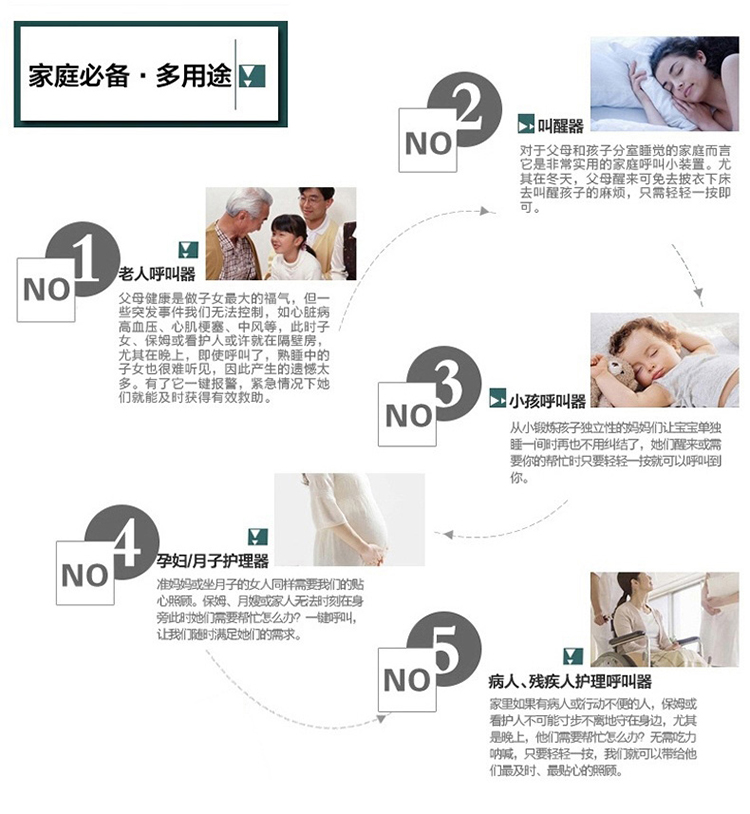 家庭必备·多用途
NO 1
老人呼叫器
父母健康是做子女最大的福气，但一
些突发事件我们无法控制，如心脏病
高血压、心肌梗塞、中风等，此时子
女、保姆或看护人或许就在隔壁房，
尤其在晚上，即使呼叫了，熟睡中的
子女也很难听见，因此产生的遗憾太
多。有了它一键报警，紧急情况下她
们就能及时获得有效救助。
NO 2
叫醒器
对于父母和孩子分室睡觉的家庭而言
它是非常实用的家庭呼叫小装置。尤
其在冬天，父母醒来可免去披衣下床
去叫醒孩子的麻烦，只需轻轻一按即
可。
NO 3
小孩呼叫器
从小锻炼孩子独立性的妈妈们让宝宝单独
睡一间时再也不用纠结了，她们醒来或需
要你的帮忙时只要轻轻一按就可以呼叫到
你。
NO 4
孕妇/月子护理器
准妈妈或坐月子的女人同样需要我们的贴
心照顾。保姆、月嫂或家人无法时刻在身
旁此时她们需要帮忙怎么办？一键呼叫，
让我们随时满足她们的需求。
NO 5
病人、残疾人护理呼叫器
家里如果有病人或行动不便的人，保姆或
看护人不可能寸步不离地守在身边，尤其
是晚上，他们需要帮忙怎么办？无需吃力
呐喊，只要轻轻一按，我们就可以带给他
们最及时、最贴心的照顾。